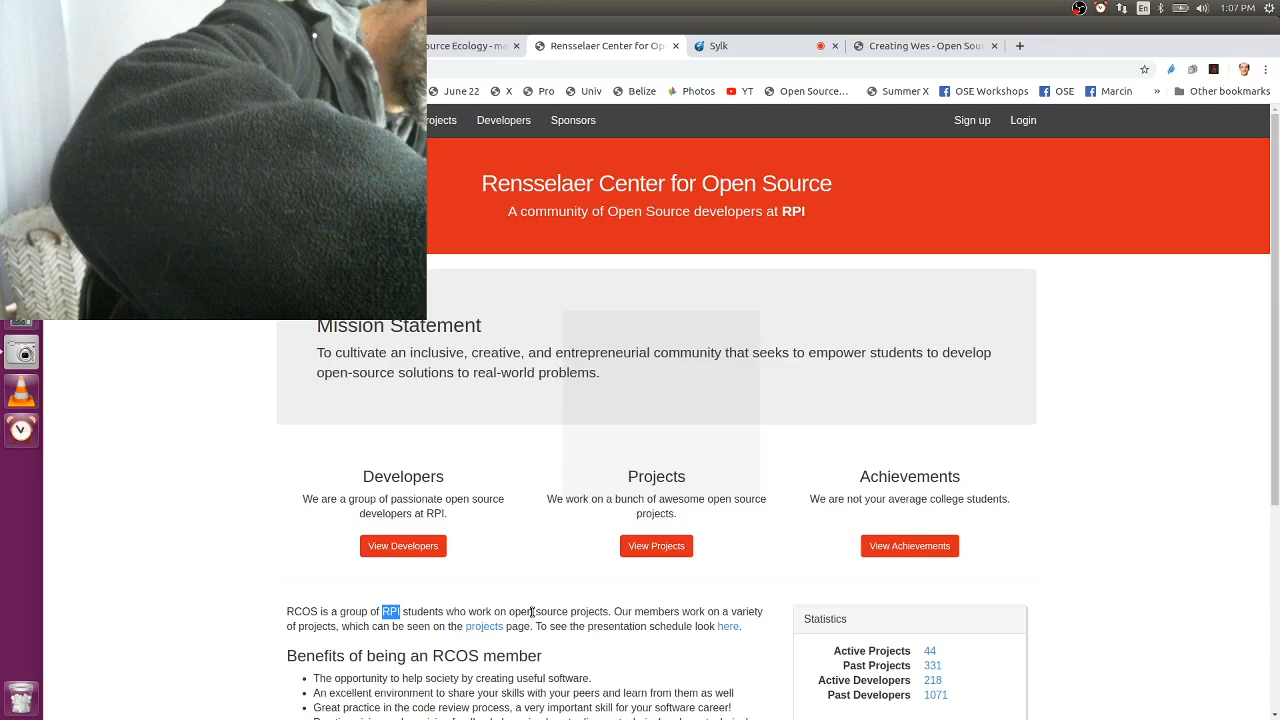 En
1:07 PM
ource Ecology - ma
Rensselaer Center for Op
Sylk
Creating Wes - Open Sou
June 22
X
Pro
Univ
Belize
Photos
YT
Open Source…
Summer X
OSE Workshops
OSE
Marcin
»
Other bookmarks
rojects
Developers
Sponsors
Sign up
Login
Rensselaer Center for Open Source
A community of Open Source developers at RPI
Mission Statement
To cultivate an inclusive, creative, and entrepreneurial community that seeks to empower students to develop
open-source solutions to real-world problems.
Developers
We are a group of passionate open source
developers at RPI.
View Developers
Projects
We work on a bunch of awesome open source
projects.
View Projects
Achievements
We are not your average college students.
View Achievements
RCOS is a group of RPI students who work on open source projects. Our members work on a variety
of projects, which can be seen on the projects page. To see the presentation schedule look here.
Benefits of being an RCOS member
• The opportunity to help society by creating useful software.
• An excellent environment to share your skills with your peers and learn from them as well
• Great practice in the code review process, a very important skill for your software career!
Statistics
Active Projects 44
Past Projects 331
Active Developers 218
Past Developers 1071